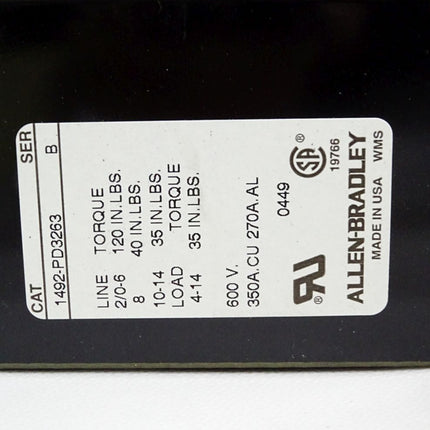 CAT SER
1492-PD3263 B
LINE TORQUE
2/0-6 120 IN.LBS.
8 40 IN.LBS.
10-14 35 IN.LBS.
LOAD TORQUE
4-14 35 IN.LBS.
600 V.
350A.CU 270A.AL
0449
RU
SA
19766
ALLEN-BRADLEY
MADE IN USA WMS